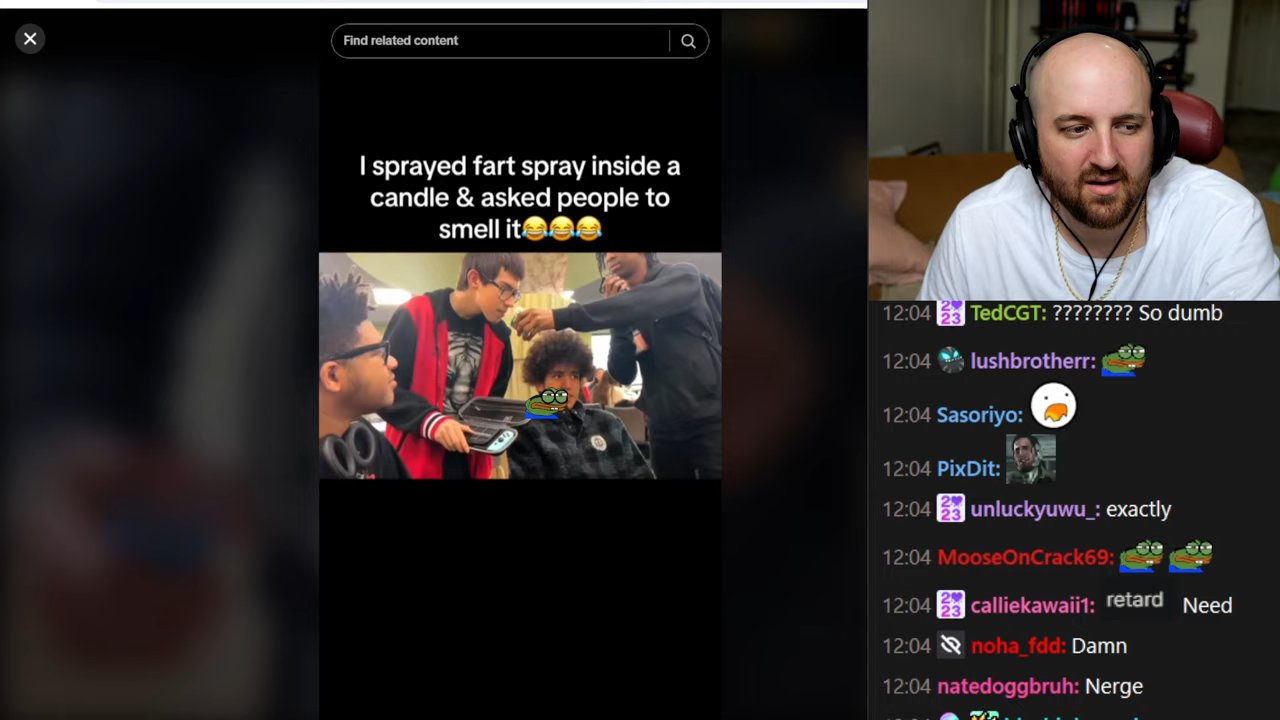 Find related content
I sprayed fart spray inside a
candle & asked people to
smell it😂😂😂
12:04 TedCGT: ???????? So dumb
12:04 lushbrotherr:
12:04 Sasoriyo:
12:04 PixDit:
12:04 unluckyuwu_: exactly
12:04 MooseOnCrack69:
12:04 calliekawaii1: retard Need
12:04 noha_fdd: Damn
12:04 natedoggbruh: Nerge